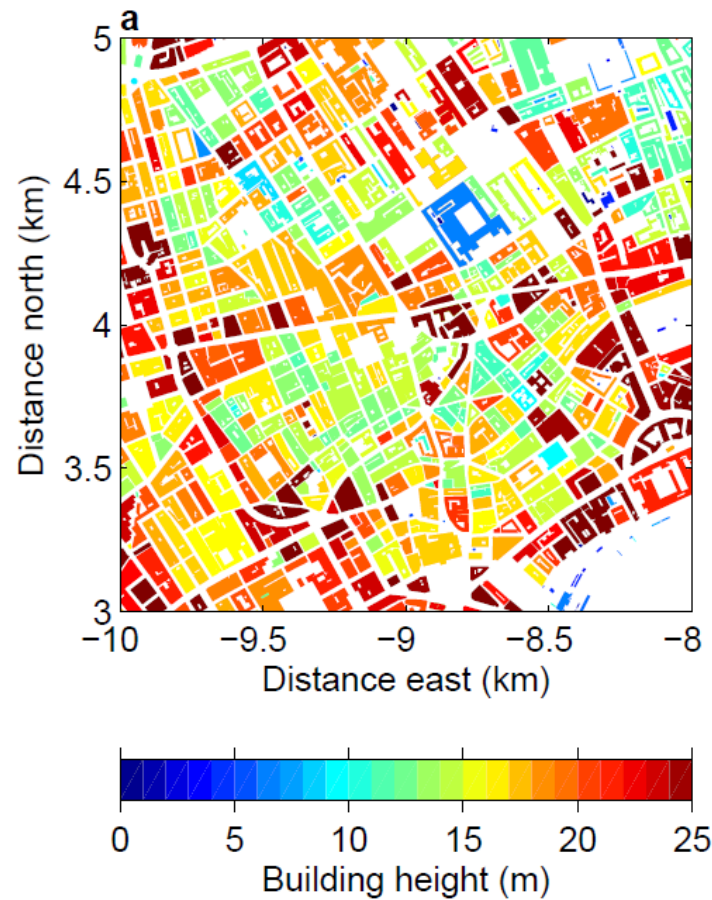 a
5
4.5
4
3.5
3
Distance north (km)
−10 −9.5 −9 −8.5 −8
Distance east (km)
0 5 10 15 20 25
Building height (m)